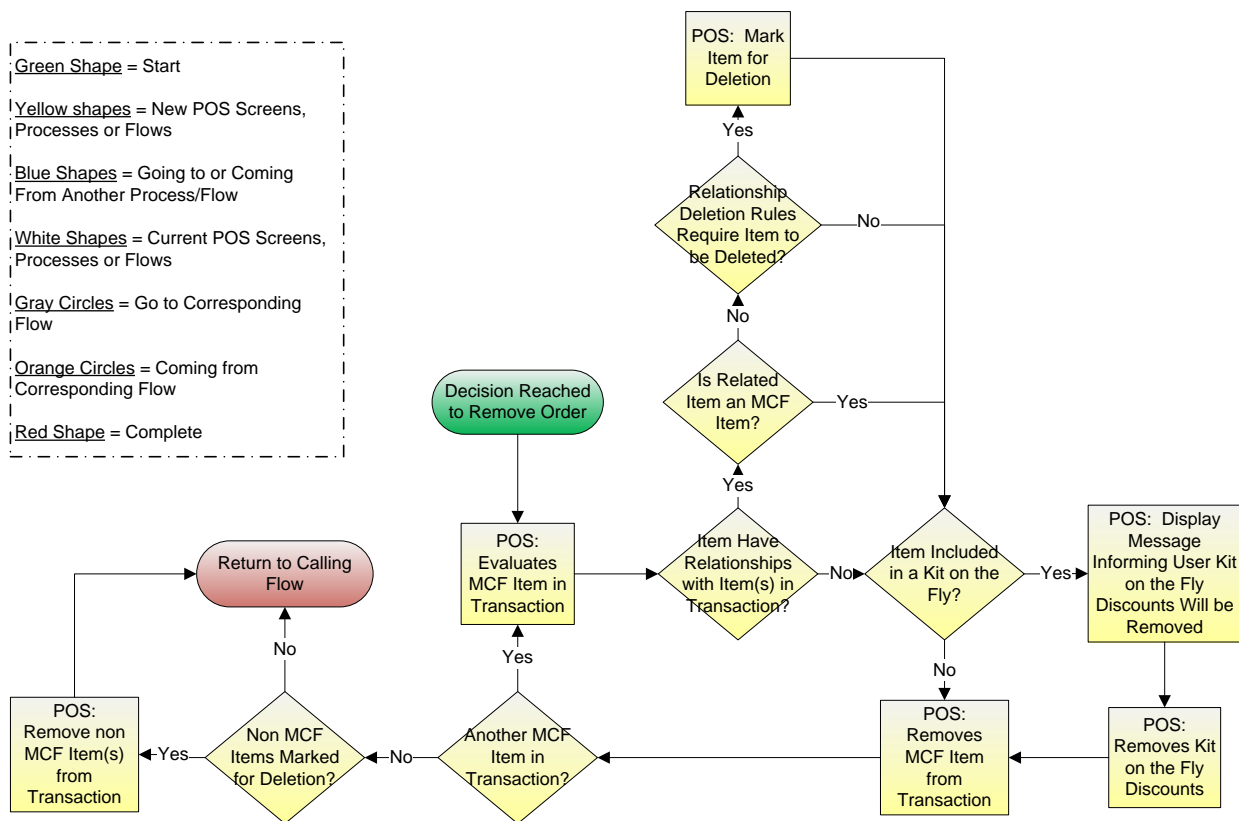 Green Shape = Start
Yellow shapes = New POS Screens,
Processes or Flows
Blue Shapes = Going to or Coming
From Another Process/Flow
White Shapes = Current POS Screens,
Processes or Flows
Gray Circles = Go to Corresponding
Flow
Orange Circles = Coming from
Corresponding Flow
Red Shape = Complete
POS: Mark
Item for
Deletion
Yes
Relationship
Deletion Rules
Require Item to
be Deleted?
No
No
Is Related
Item an MCF
Item?
Yes
Decision Reached
to Remove Order
Yes
POS:
Evaluates MCF Item in
Transaction
Item Have
Relationships
with Item(s) in
Transaction?
No
Item Included
in a Kit on the
Fly?
Yes
POS: Display
Message
Informing User Kit
on the Fly
Discounts Will be
Removed
Return to Calling
Flow
No
Yes
No
POS:
Remove non
MCF Item(s)
from
Transaction
Yes
Non MCF
Items Marked
for Deletion?
No
Another MCF
Item in
Transaction?
POS:
Removes
MCF Item
from
Transaction
POS:
Removes Kit
on the Fly
Discounts